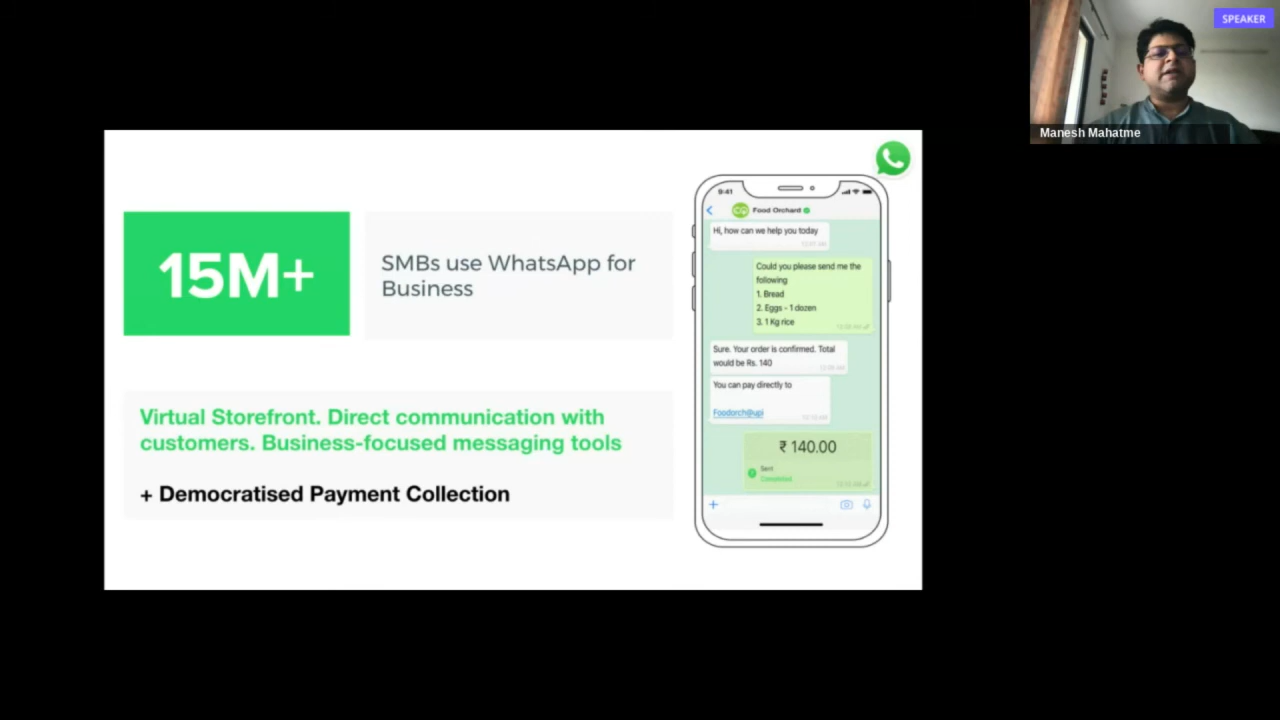 SPEAKER
Manesh Mahatme
15M+
SMBs use WhatsApp for
Business
Virtual Storefront. Direct communication with
customers. Business-focused messaging tools
+ Democratised Payment Collection
9:41
Food Orchard
Hi, how can we help you today
Could you please send me the
following
1. Bread
2. Eggs - 1 dozen
3. 1 Kg rice
Sure. Your order is confirmed. Total
would be Rs. 140
You can pay directly to
Foodorch@upi
₹ 140.00
Sent
Completed